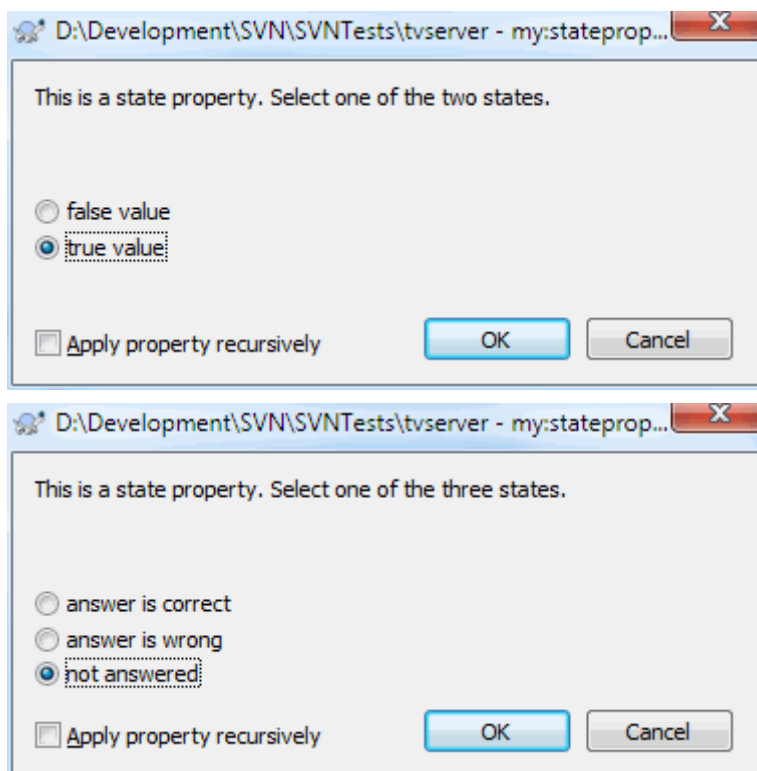 D:\Development\SVN\SVNTests\tvserver - my:stateprop...
This is a state property. Select one of the two states.
false value
true value
Apply property recursively OK Cancel
D:\Development\SVN\SVNTests\tvserver - my:stateprop...
This is a state property. Select one of the three states.
answer is correct
answer is wrong
not answered
Apply property recursively OK Cancel